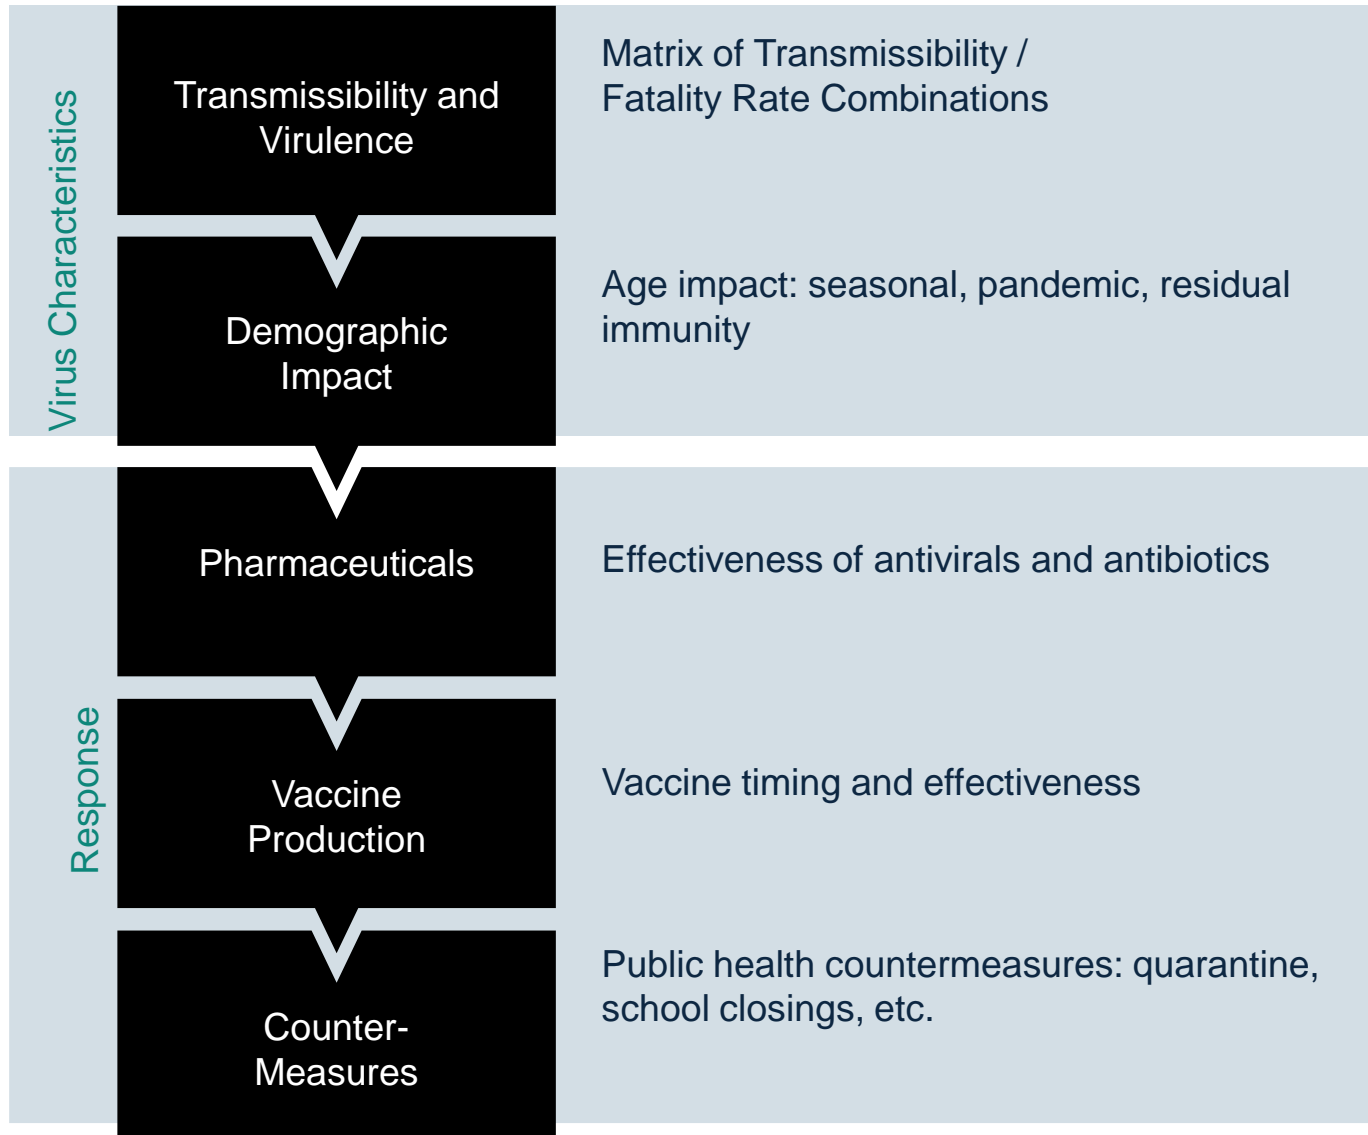 Virus Characteristics
Transmissibility and
Virulence
Matrix of Transmissibility /
Fatality Rate Combinations
Demographic
Impact
Age impact: seasonal, pandemic, residual
immunity
Response
Pharmaceuticals
Effectiveness of antivirals and antibiotics
Vaccine
Production
Vaccine timing and effectiveness
Counter-
Measures
Public health countermeasures: quarantine,
school closings, etc.